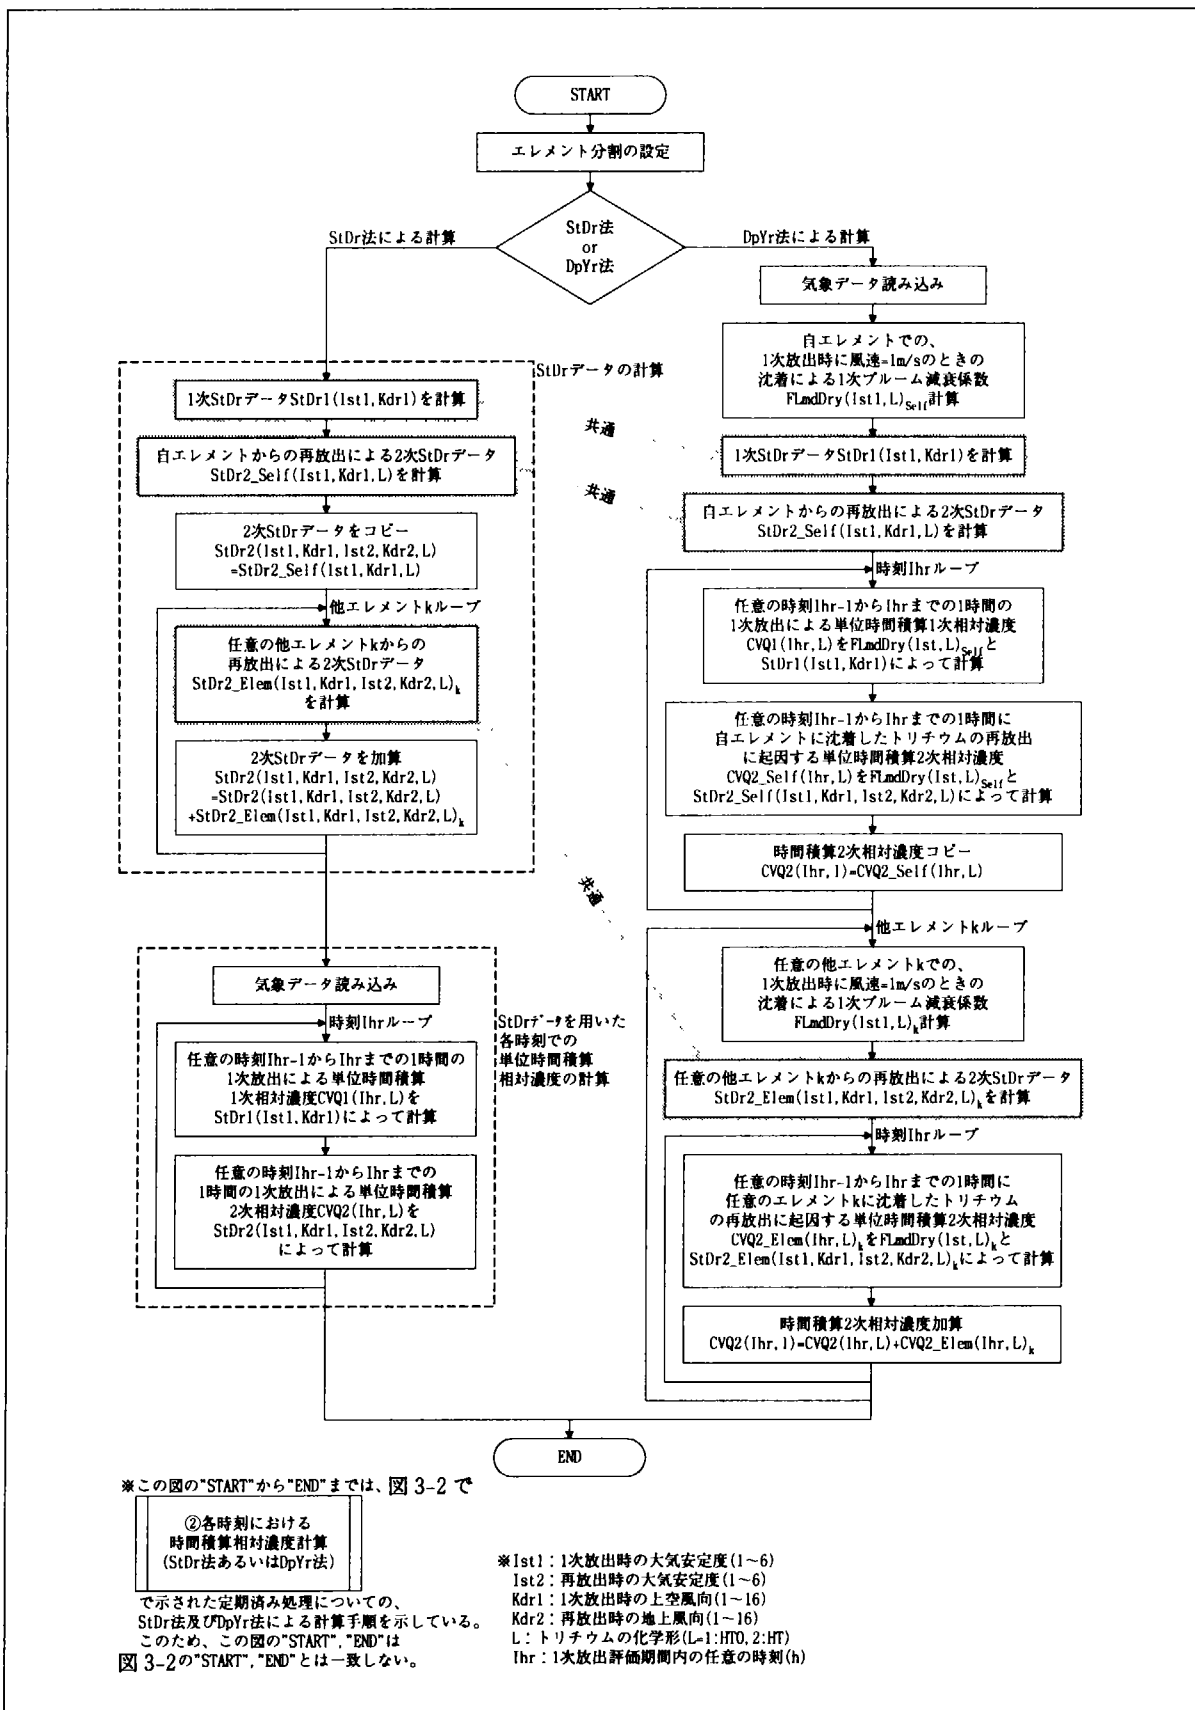 START
エレメント分割の設定
StDr法
or
DpYr法
StDr法による計算
DpYr法による計算
StDrデータの計算
1次StDrデータStDr1(Ist1,Kdr1)を計算
自エレメントからの再放出による2次StDrデータ
StDr2_Self(Ist1,Kdr1,L)を計算
2次StDrデータをコピー
StDr2(Ist1,Kdr1,Ist2,Kdr2,L)
=StDr2_Self(Ist1,Kdr1,L)
他エレメントkループ
任意の他エレメントkからの
再放出による2次StDrデータ
StDr2_Elem(Ist1,Kdr1,Ist2,Kdr2,L)k
を計算
2次StDrデータを加算
StDr2(Ist1,Kdr1,Ist2,Kdr2,L)
=StDr2(Ist1,Kdr1,Ist2,Kdr2,L)
+StDr2_Elem(Ist1,Kdr1,Ist2,Kdr2,L)k
気象データ読み込み
時刻Ihrループ
StDrデータを用いた
各時刻での
単位時間積算
相対濃度の計算
任意の時刻Ihr-1からIhrまでの1時間の
1次放出による単位時間積算
1次相対濃度CVQ1(Ihr,L)を
StDr1(Ist1,Kdr1)によって計算
任意の時刻Ihr-1からIhrまでの
1時間の1次放出による単位時間積算
2次相対濃度CVQ2(Ihr,L)を
StDr2(Ist1,Kdr1,Ist2,Kdr2,L)
によって計算
共通
共通
共通
気象データ読み込み
自エレメントでの、
1次放出時に風速=1m/sのときの
沈着による1次プルーム減衰係数
FLmdDry(Ist1,L)Self計算
1次StDrデータStDr1(Ist1,Kdr1)を計算
自エレメントからの再放出による2次StDrデータ
StDr2_Self(Ist1,Kdr1,L)を計算
時刻Ihrループ
任意の時刻Ihr-1からIhrまでの1時間の
1次放出による単位時間積算1次相対濃度
CVQ1(Ihr,L)をFLmdDry(Ist,L)Selfと
StDr1(Ist1,Kdr1)によって計算
任意の時刻Ihr-1からIhrまでの1時間に
自エレメントに沈着したトリチウムの再放出
に起因する単位時間積算2次相対濃度
CVQ2_Self(Ihr,L)をFLmdDry(Ist,L)Selfと
StDr2_Self(Ist1,Kdr1,Ist2,Kdr2,L)によって計算
時間積算2次相対濃度コピー
CVQ2(Ihr,l)=CVQ2_Self(Ihr,L)
他エレメントkループ
任意の他エレメントkでの、
1次放出時に風速=1m/sのときの
沈着による1次プルーム減衰係数
FLmdDry(Ist1,L)k計算
任意の他エレメントkからの再放出による2次StDrデータ
StDr2_Elem(Ist1,Kdr1,Ist2,Kdr2,L)kを計算
時刻Ihrループ
任意の時刻Ihr-1からIhrまでの1時間に
任意のエレメントkに沈着したトリチウム
の再放出に起因する単位時間積算2次相対濃度
CVQ2_Elem(Ihr,L)kをFLmdDry(Ist,L)kと
StDr2_Elem(Ist1,Kdr1,Ist2,Kdr2,L)kによって計算
時間積算2次相対濃度加算
CVQ2(Ihr,l)=CVQ2(Ihr,L)+CVQ2_Elem(Ihr,L)k
END
※この図の"START"から"END"までは、図 3-2 で
②各時刻における
時間積算相対濃度計算
(StDr法あるいはDpYr法)
で示された定期済み処理についての、
StDr法及びDpYr法による計算手順を示している。
このため、この図の"START","END"は
図 3-2の"START","END"とは一致しない。
※Ist1：1次放出時の大気安定度(1～6)
Ist2：再放出時の大気安定度(1～6)
Kdr1：1次放出時の上空風向(1～16)
Kdr2：再放出時の地上風向(1～16)
L：トリチウムの化学形(L=1:HTO,2:HT)
Ihr：1次放出評価期間内の任意の時刻(h)